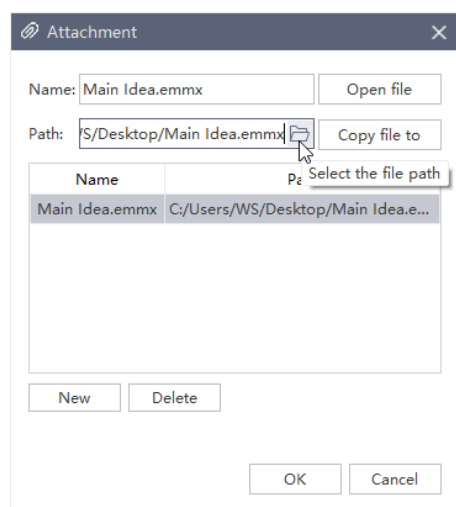 Attachment
Name: Main Idea.emmx Open file
Path: /S/Desktop/Main Idea.emmx Copy file to
Select the file path
Name Pa
Main Idea.emmx C:/Users/WS/Desktop/Main Idea.e...
New Delete
OK Cancel